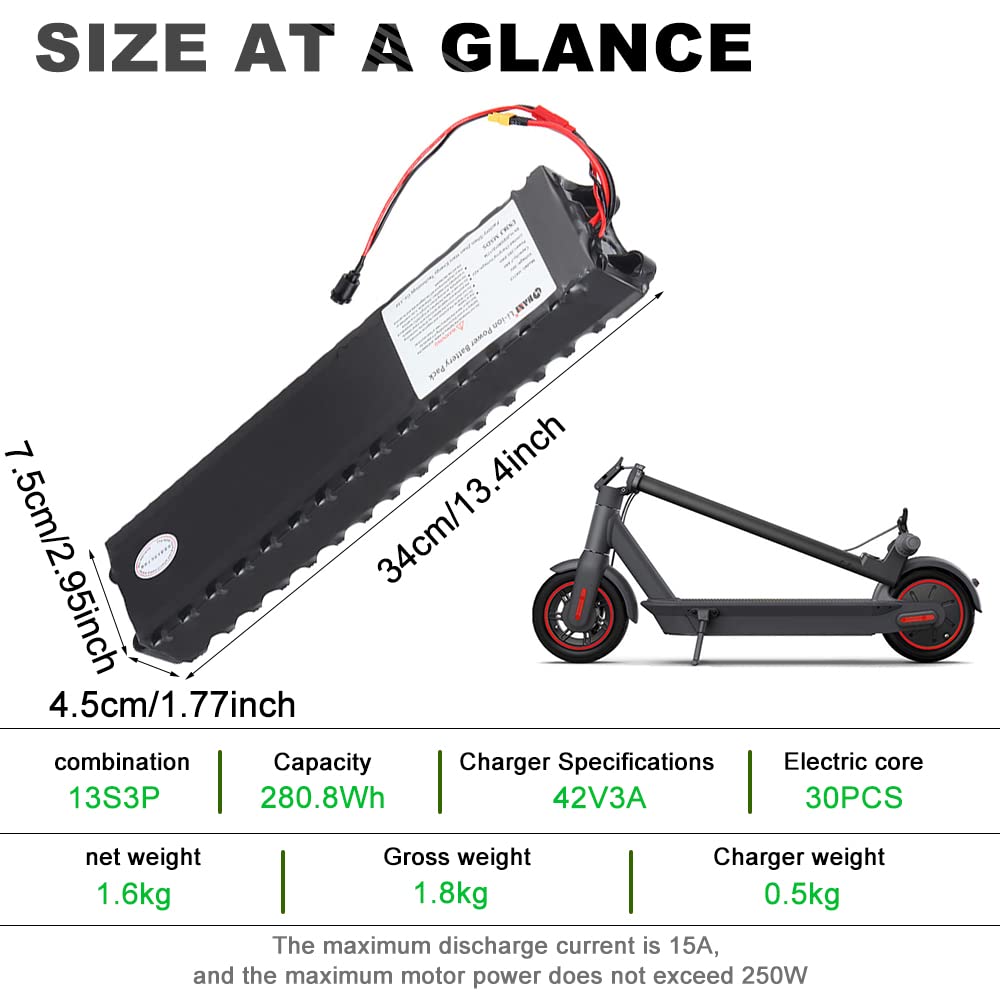 SIZE AT A GLANCE
Li-ion Power Battery Pack
WARNING
7.5cm/2.95inch
34cm/13.4inch
4.5cm/1.77inch
combination
13S3P
Capacity
280.8Wh
Charger Specifications
42V3A
Electric core
30PCS
net weight
1.6kg
Gross weight
1.8kg
Charger weight
0.5kg
The maximum discharge current is 15A,
and the maximum motor power does not exceed 250W